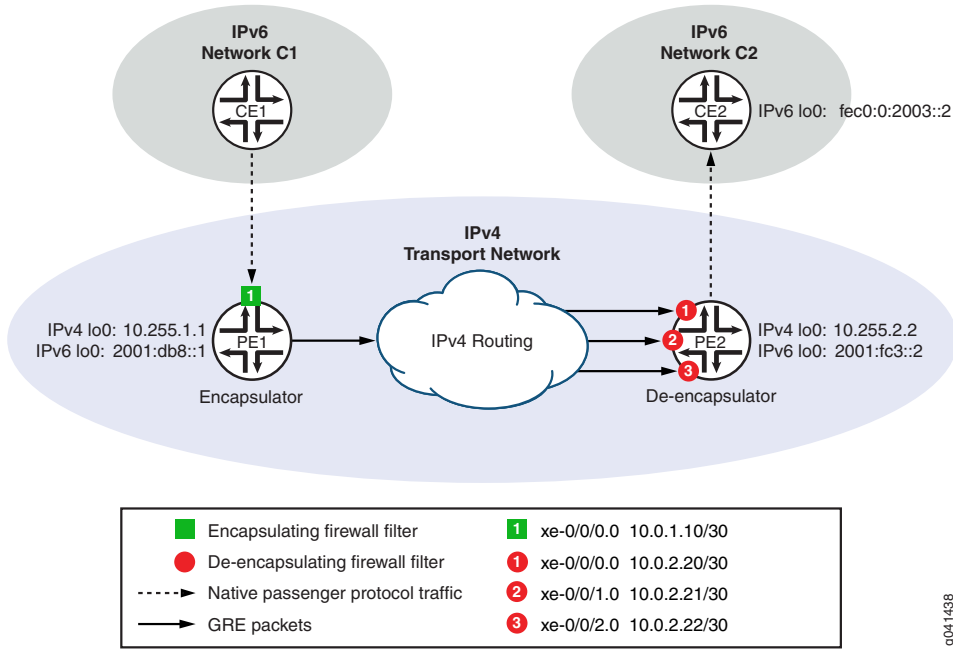 IPv6
Network C1
CE1
IPv6
Network C2
CE2
IPv6 lo0: fec0:0:2003::2
IPv4
Transport Network
1
IPv4 lo0: 10.255.1.1
IPv6 lo0: 2001:db8::1
PE1
Encapsulator
IPv4 Routing
1
2
3
PE2
IPv4 lo0: 10.255.2.2
IPv6 lo0: 2001:fc3::2
De-encapsulator
Encapsulating firewall filter
De-encapsulating firewall filter
Native passenger protocol traffic
GRE packets
1 xe-0/0/0.0 10.0.1.10/30
1 xe-0/0/0.0 10.0.2.20/30
2 xe-0/0/1.0 10.0.2.21/30
3 xe-0/0/2.0 10.0.2.22/30
g041438